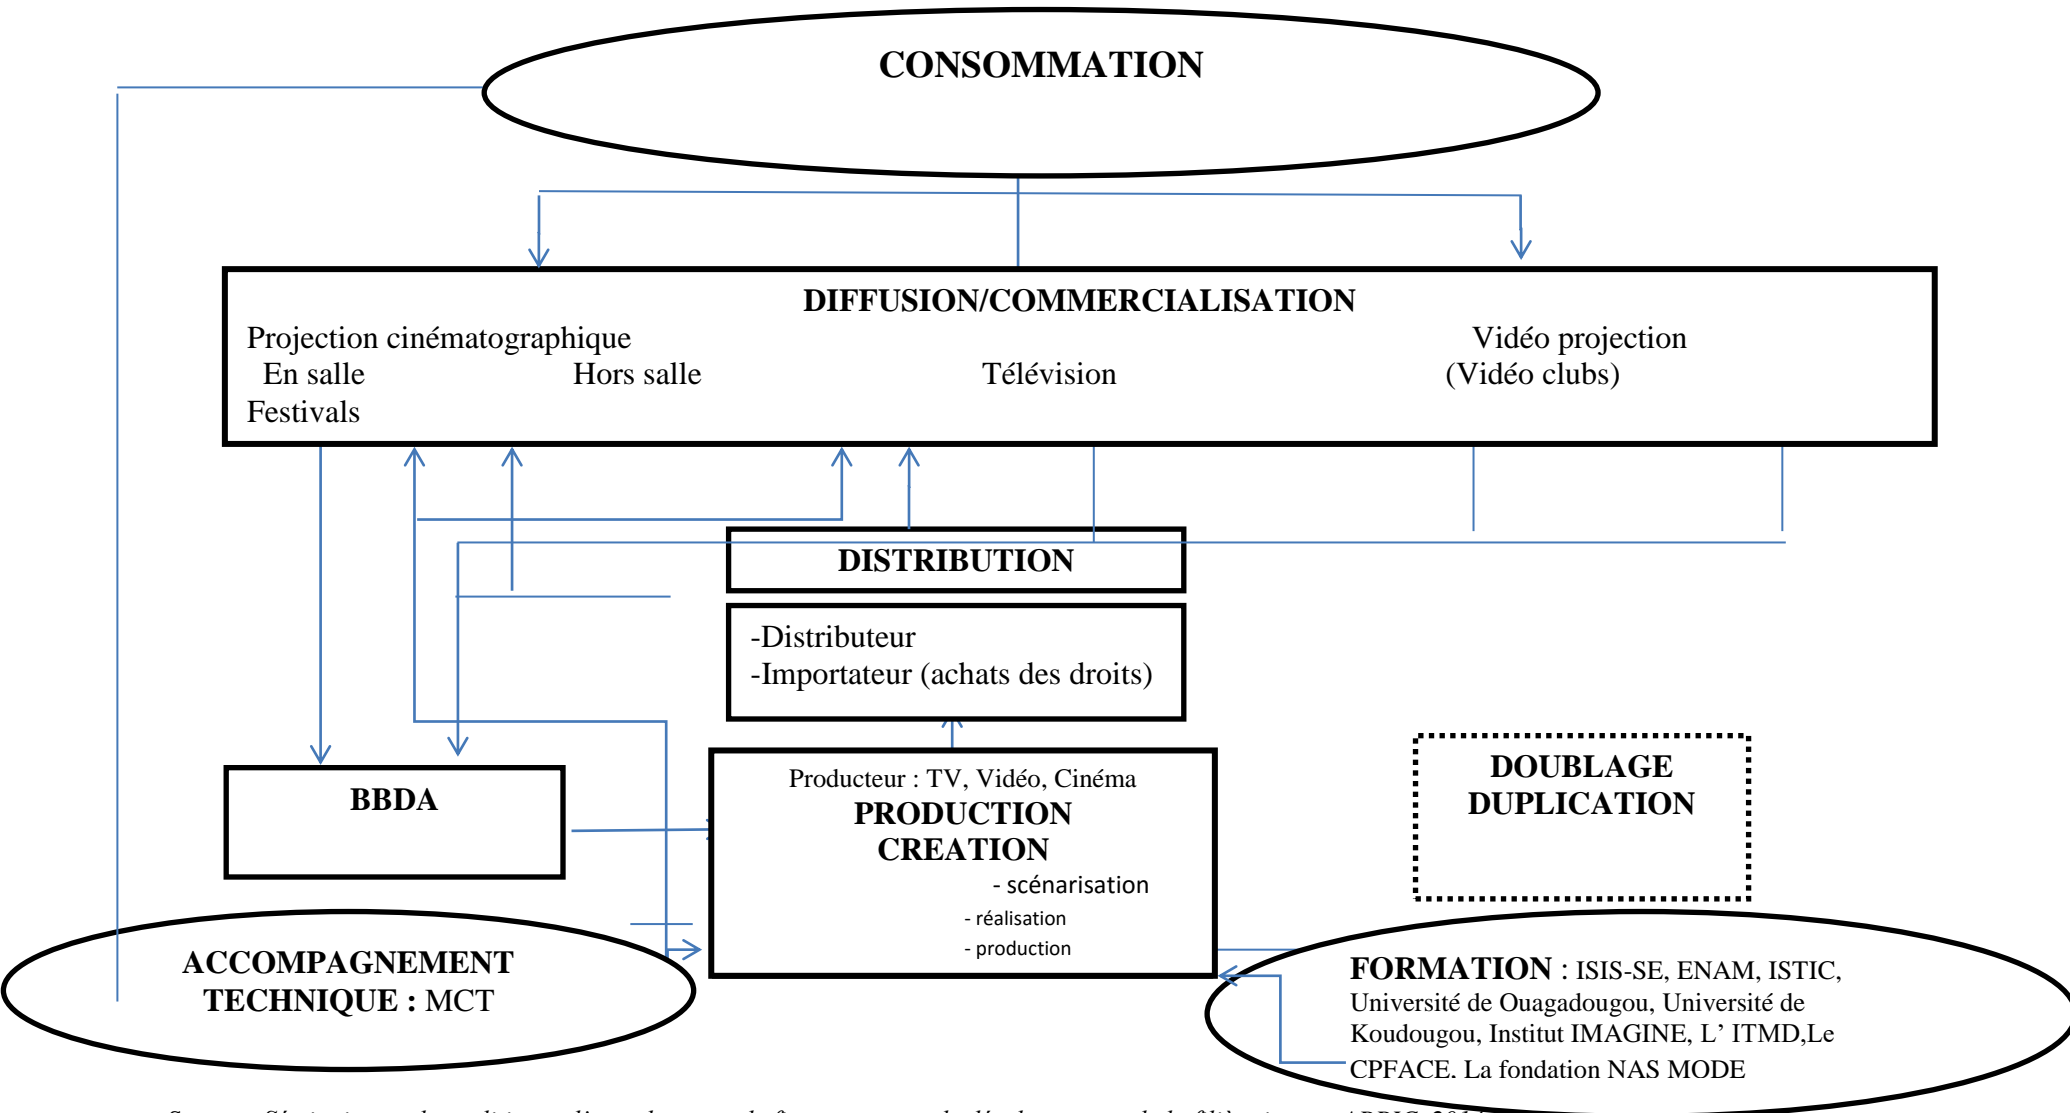 CONSOMMATION
DIFFUSION/COMMERCIALISATION
Projection cinématographique Vidéo projection
En salle Hors salle Télévision (Vidéo clubs)
Festivals
DISTRIBUTION
-Distributeur
-Importateur (achats des droits)
BBDA
Producteur : TV, Vidéo, Cinéma
PRODUCTION
CREATION
- scénarisation
- réalisation
- production
DOUBLAGE
DUPLICATION
ACCOMPAGNEMENT
TECHNIQUE : MCT
FORMATION : ISIS-SE, ENAM, ISTIC,
Université de Ouagadougou, Université de
Koudougou, Institut IMAGINE, L' ITMD,Le
CPFACE. La fondation NAS MODE